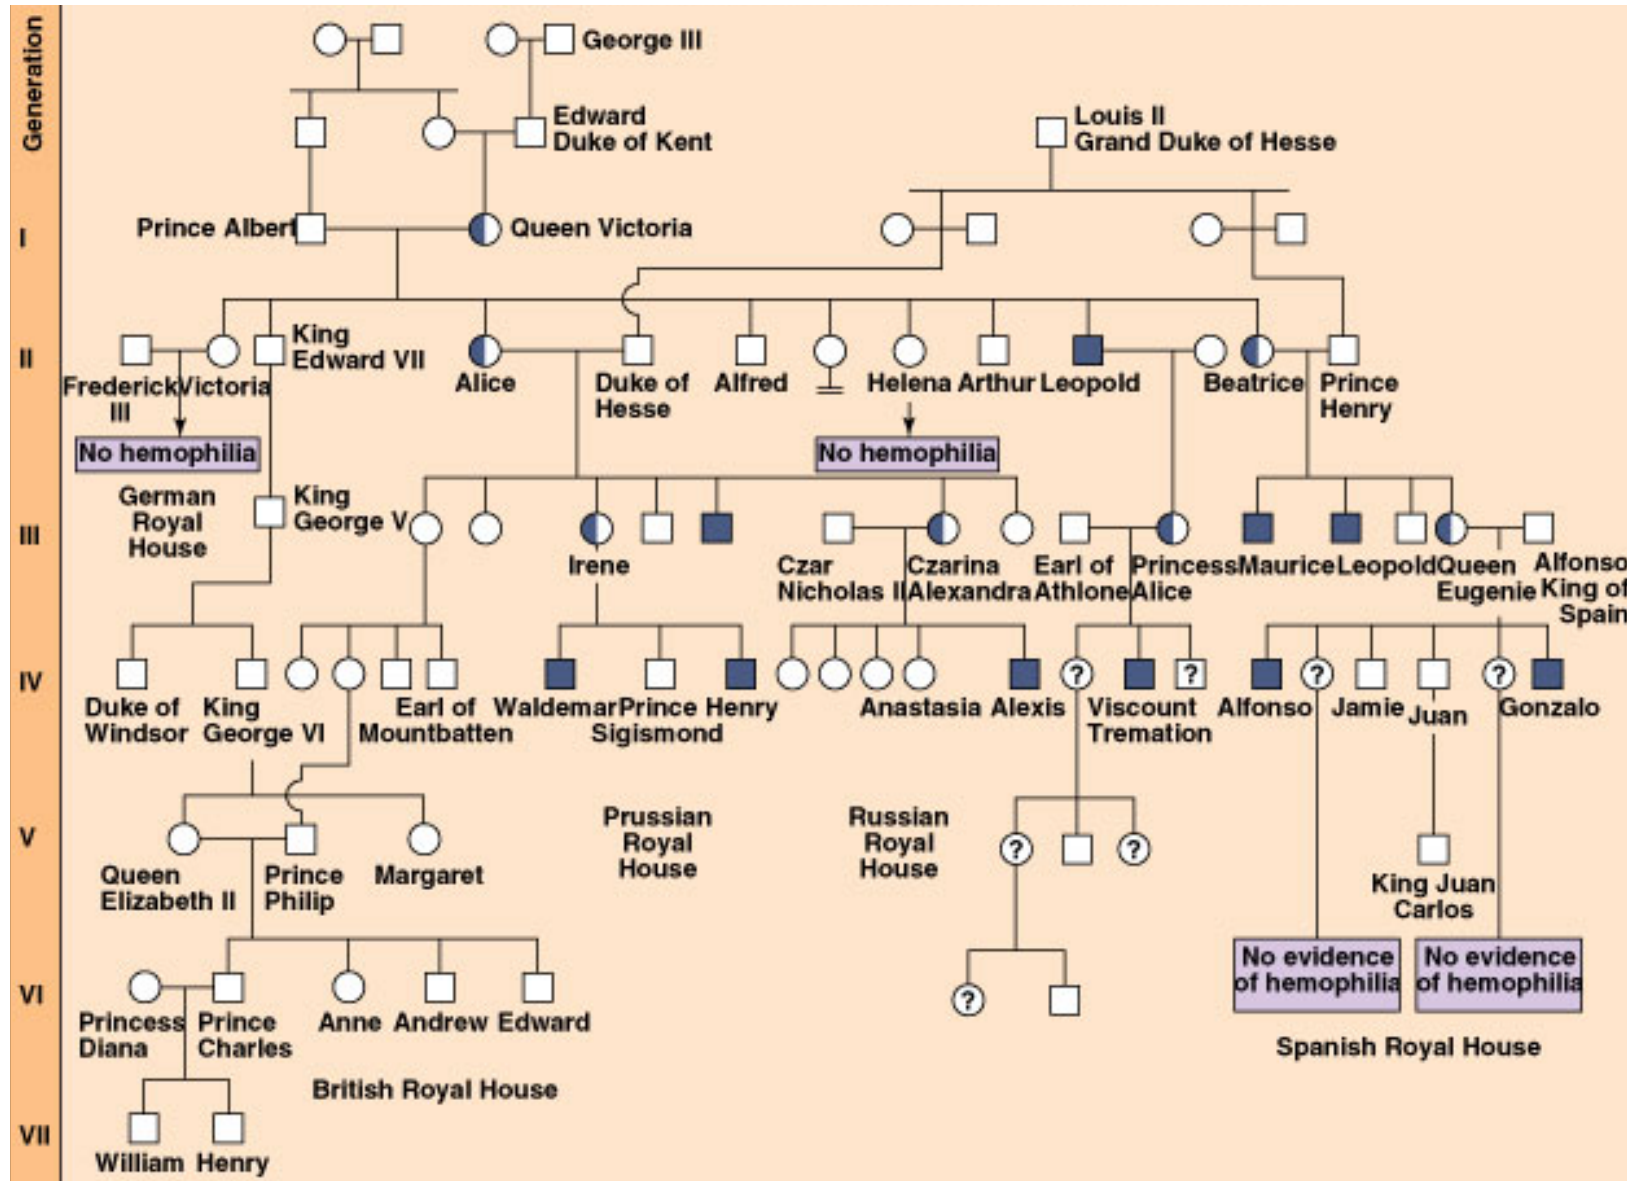 Generation
George III
Edward
Duke of Kent
Louis II
Grand Duke of Hesse
I
Prince Albert
Queen Victoria
II
Frederick
III
Victoria
King
Edward VII
Alice
Duke of
Hesse
Alfred
Helena
Arthur
Leopold
Beatrice
Prince
Henry
No hemophilia
No hemophilia
German
Royal
House
III
King
George V
Irene
Czar
Nicholas II
Czarina
Alexandra
Earl of
Athlone
Princess
Alice
Maurice
Leopold
Queen
Eugenie
Alfonso
King of
Spain
IV
? ? ? ?
Duke of
Windsor
King
George VI
Earl of
Mountbatten
Waldemar
Prince
Sigismond
Henry
Anastasia
Alexis
Viscount
Tremation
Alfonso
Jamie
Juan
Gonzalo
V
Queen
Elizabeth II
Prince
Philip
Margaret
Prussian
Royal
House
Russian
Royal
House
? ?
King Juan
Carlos
No evidence
of hemophilia
No evidence
of hemophilia
VI
?
Princess
Diana
Prince
Charles
Anne
Andrew
Edward
Spanish Royal House
British Royal House
VII
William
Henry